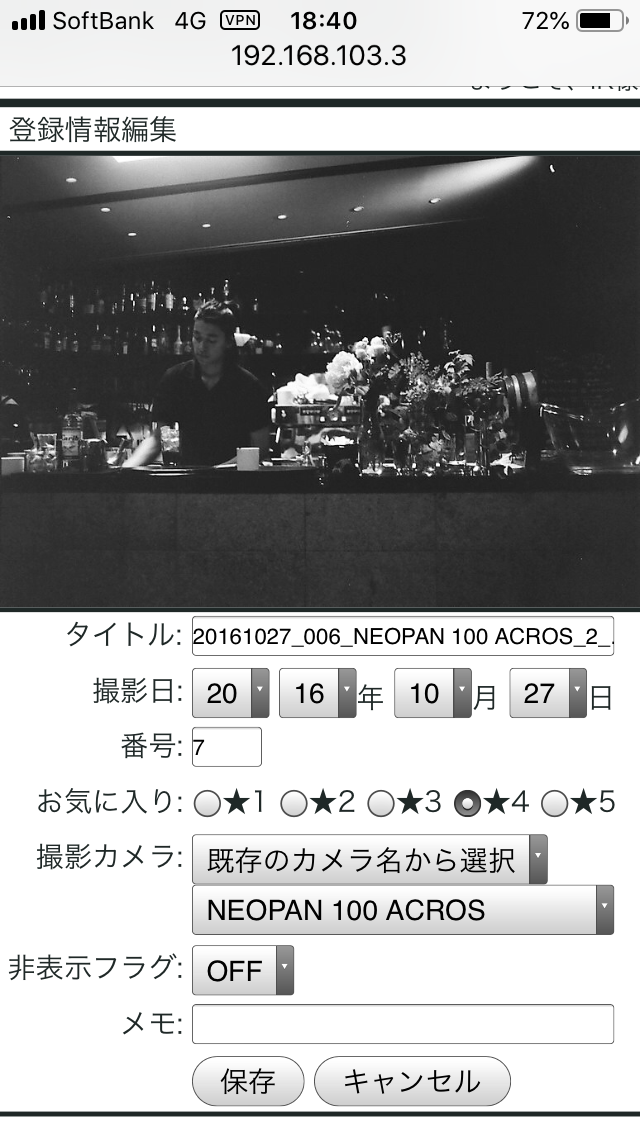 SoftBank 4G VPN 18:40 72%
192.168.103.3
登録情報編集
タイトル: 20161027_006_NEOPAN 100 ACROS_2_.
撮影日: 20 16 年 10 月 27 日
番号: 7
お気に入り: ★1 ★2 ★3 ★4 ★5
撮影カメラ: 既存のカメラ名から選択
NEOPAN 100 ACROS
非表示フラグ: OFF
メモ:
保存 キャンセル